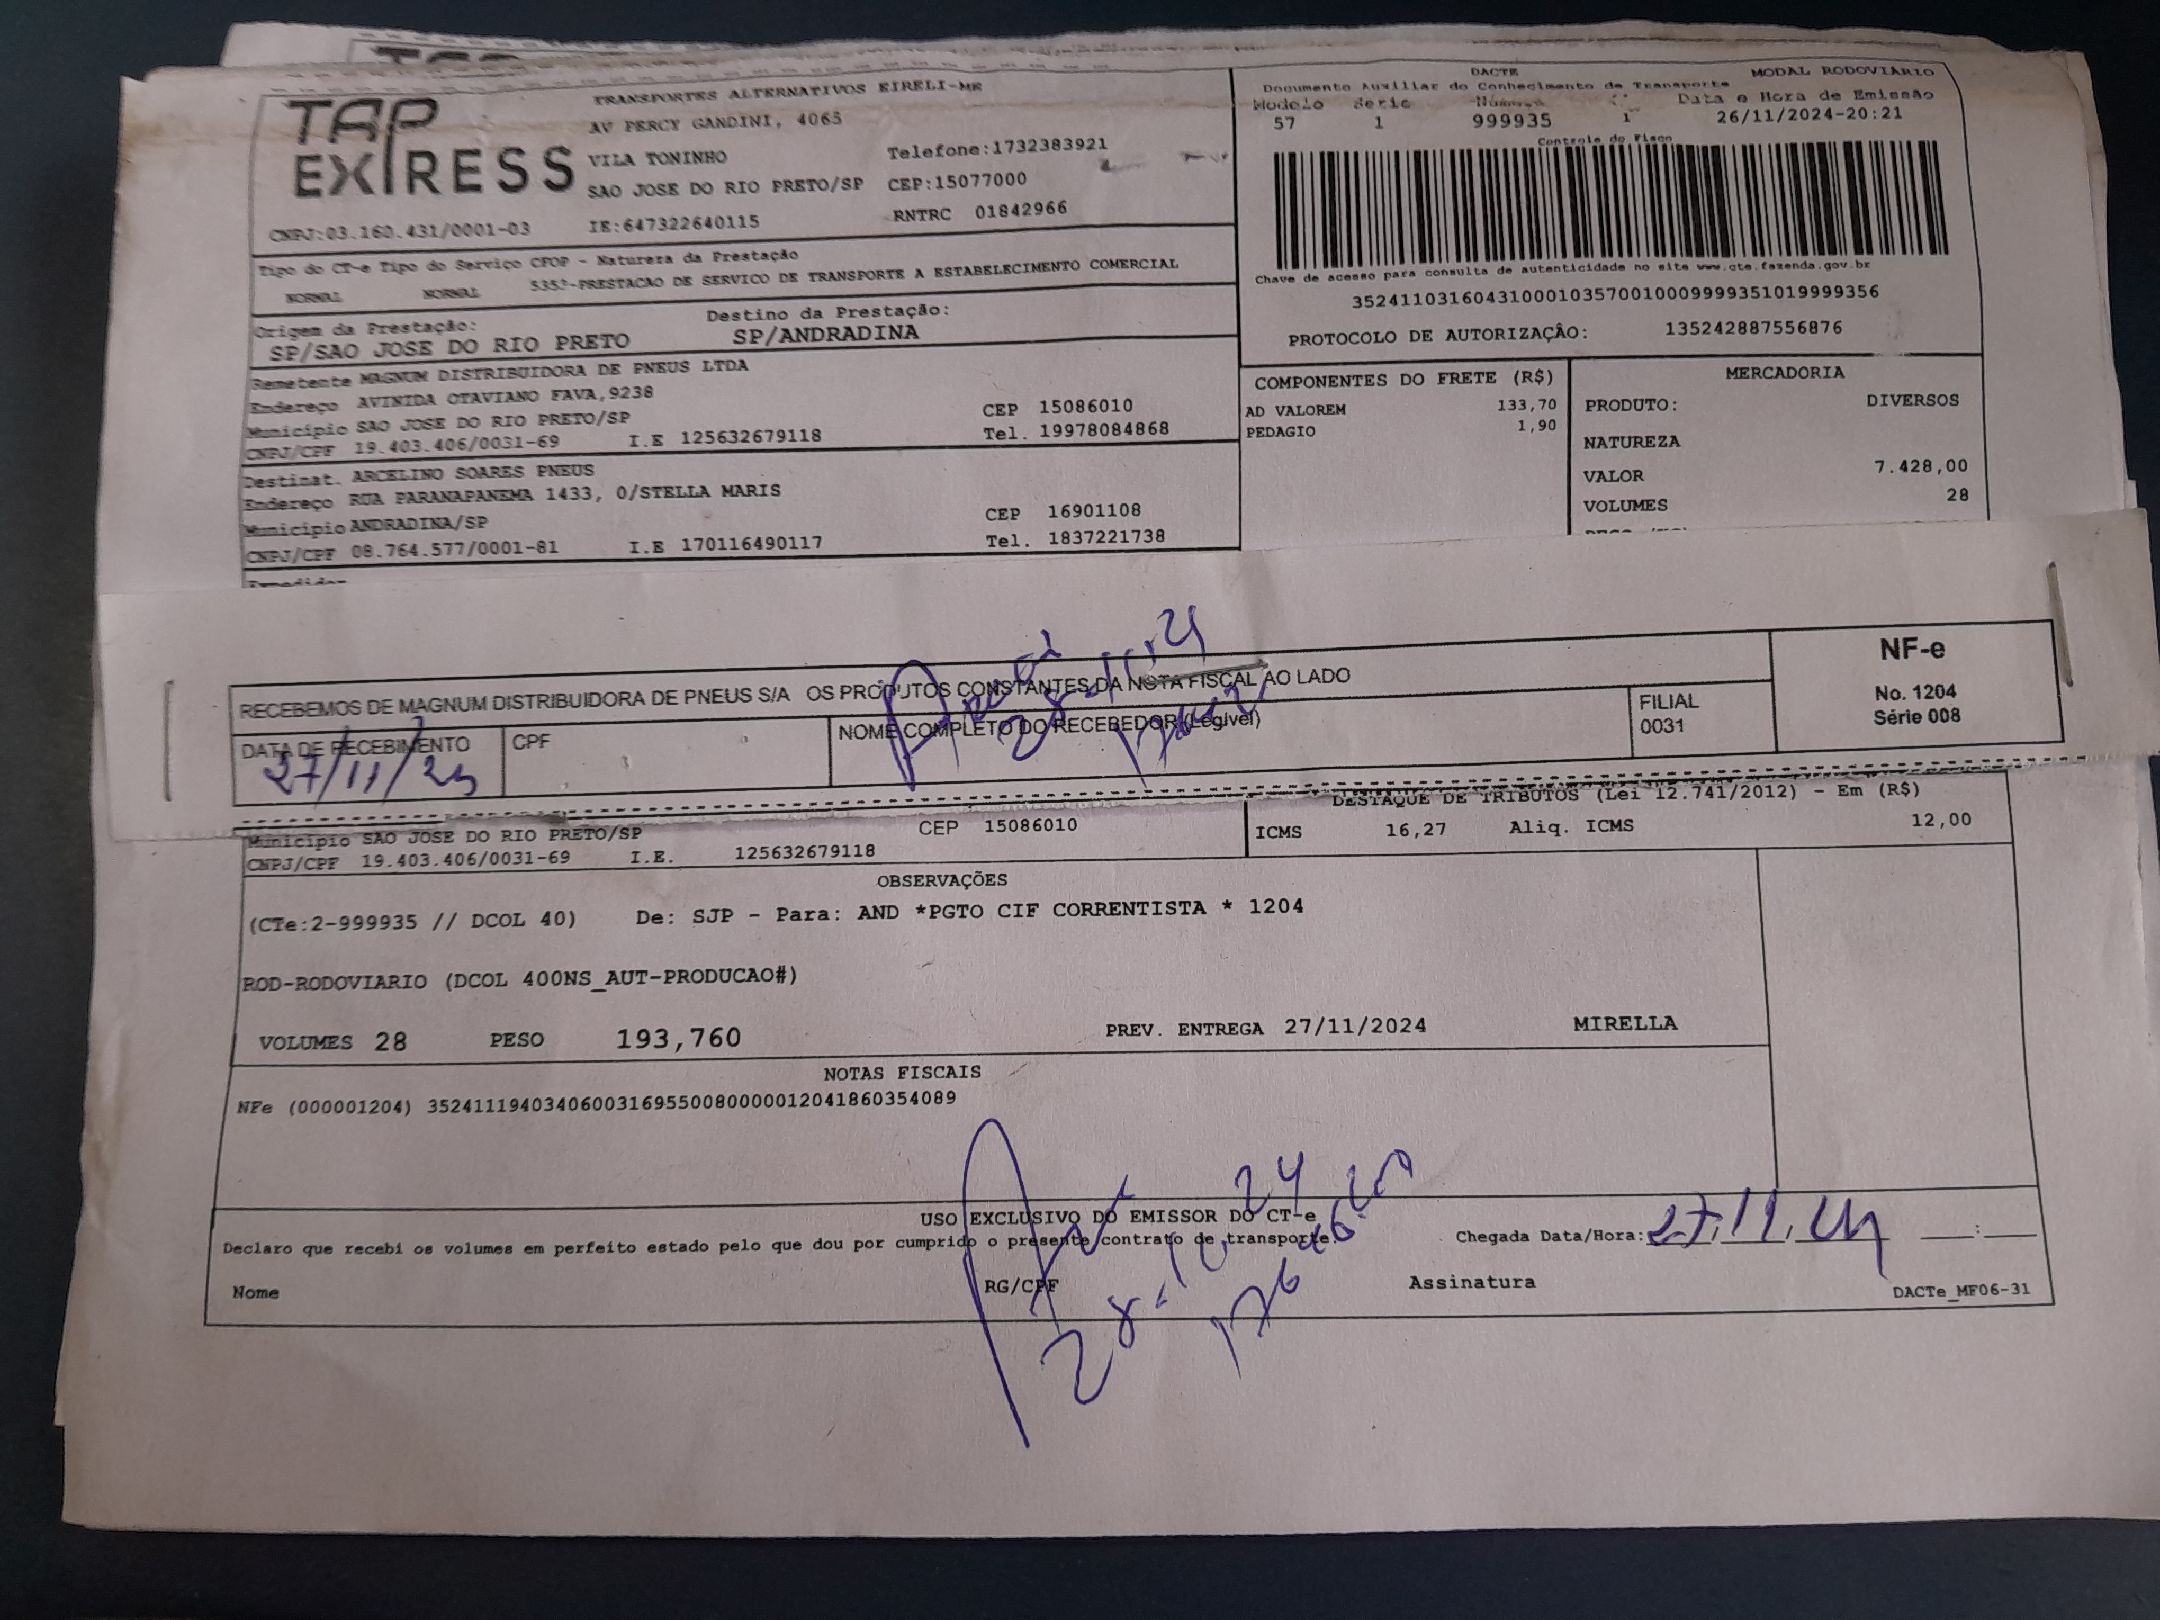 TAP EXPRESS
TRANSPORTES ALTERNATIVOS EIRELI-ME
AV PERCY GANDINI, 4065
VILA TONINHO Telefone:1732383921
SAO JOSE DO RIO PRETO/SP CEP:15077000
CNPJ:03.160.431/0001-03 IE:647322640115 RNTRC 01842966
Tipo do CT-e Tipo do Serviço CFOP - Natureza da Prestação
NORMAL NORMAL 5353-PRESTACAO DE SERVICO DE TRANSPORTE A ESTABELECIMENTO COMERCIAL
Origem da Prestação: Destino da Prestação:
SP/SAO JOSE DO RIO PRETO SP/ANDRADINA
Remetente MAGNUM DISTRIBUIDORA DE PNEUS LTDA
Endereço AVINIDA OTAVIANO FAVA,9238
Município SAO JOSE DO RIO PRETO/SP CEP 15086010
CNPJ/CPF 19.403.406/0031-69 I.E 125632679118 Tel. 19978084868
Destinat. ARCELINO SOARES PNEUS
Endereço RUA PARANAPANEMA 1433, 0/STELLA MARIS
Município ANDRADINA/SP CEP 16901108
CNPJ/CPF 08.764.577/0001-81 I.E 170116490117 Tel. 1837221738
DACTE MODAL RODOVIARIO
Documento Auxiliar do Conhecimento de Transporte
Modelo Serie Número Data e Hora de Emissão
57 1 999935 1 26/11/2024-20:21
Controle do Fisco
Chave de acesso para consulta de autenticidade no site www.cte.fazenda.gov.br
35241103160431000103570010009999351019999356
PROTOCOLO DE AUTORIZAÇÃO: 135242887556876
COMPONENTES DO FRETE (R$)
AD VALOREM 133,70
PEDAGIO 1,90
MERCADORIA
PRODUTO: DIVERSOS
NATUREZA
VALOR 7.428,00
VOLUMES 28
RECEBEMOS DE MAGNUM DISTRIBUIDORA DE PNEUS S/A OS PRODUTOS CONSTANTES DA NOTA FISCAL AO LADO
DATA DE RECEBIMENTO CPF NOME COMPLETO DO RECEBEDOR (Legível)
27/11/24
FILIAL
0031
NF-e
No. 1204
Série 008
DESTAQUE DE TRIBUTOS (Lei 12.741/2012) - Em (R$)
Município SAO JOSE DO RIO PRETO/SP CEP 15086010
CNPJ/CPF 19.403.406/0031-69 I.E. 125632679118
ICMS 16,27 Aliq. ICMS 12,00
OBSERVAÇÕES
(CTe:2-999935 // DCOL 40) De: SJP - Para: AND *PGTO CIF CORRENTISTA * 1204
ROD-RODOVIARIO (DCOL 400NS_AUT-PRODUCAO#)
VOLUMES 28 PESO 193,760 PREV. ENTREGA 27/11/2024 MIRELLA
NOTAS FISCAIS
NFe (000001204) 35241119403406003169550080000012041860354089
USO EXCLUSIVO DO EMISSOR DO CT-e
Declaro que recebi os volumes em perfeito estado pelo que dou por cumprido o presente contrato de transporte. Chegada Data/Hora: 27.11.24 :
Nome RG/CPF Assinatura DACTe_MF06-31